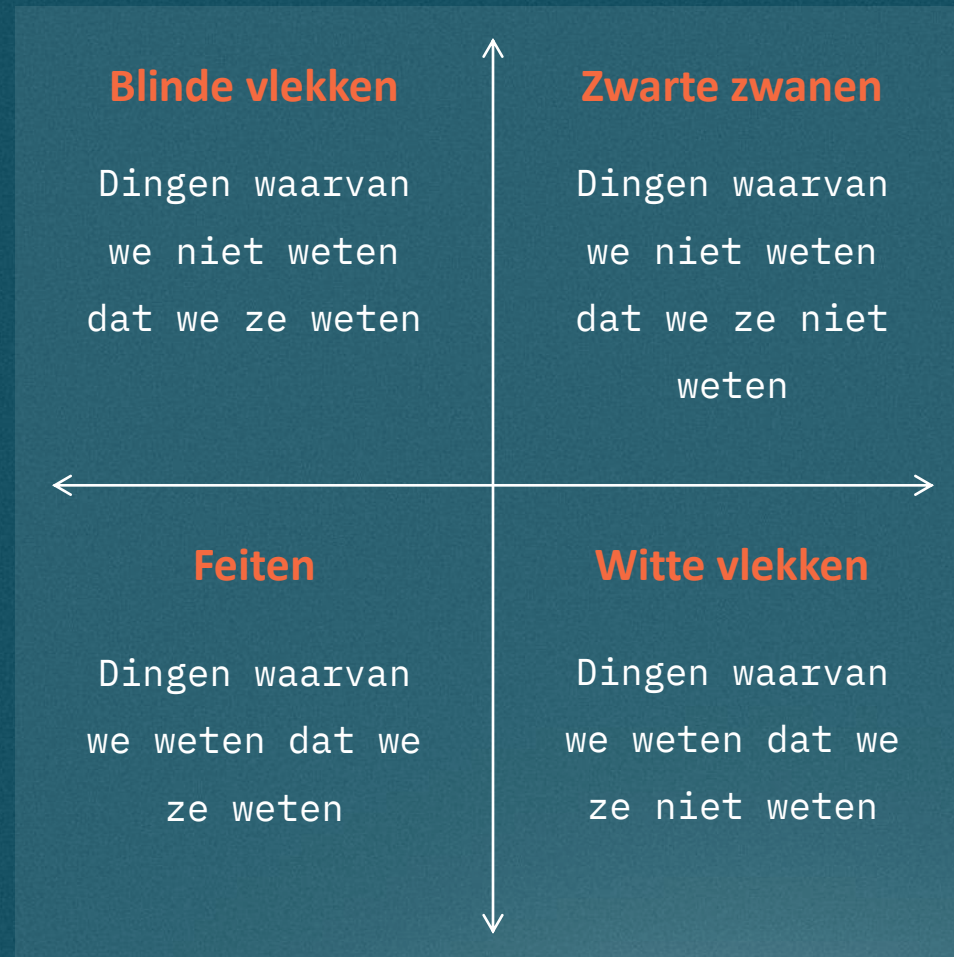 Blinde vlekken
Dingen waarvan
we niet weten
dat we ze weten
Zwarte zwanen
Dingen waarvan
we niet weten
dat we ze niet
weten
Feiten
Dingen waarvan
we weten dat we
ze weten
Witte vlekken
Dingen waarvan
we weten dat we
ze niet weten